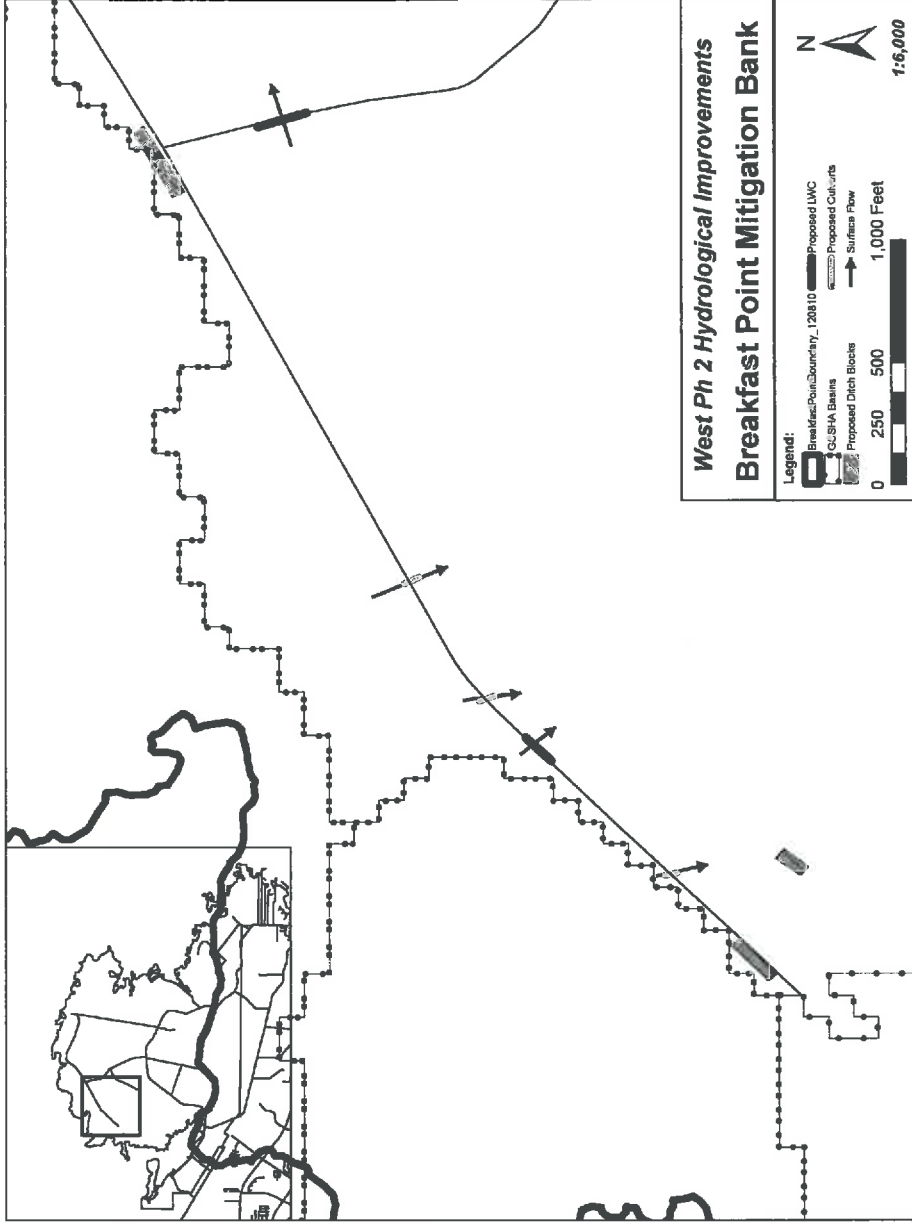 West Ph 2 Hydrological Improvements
Breakfast Point Mitigation Bank
Legend:
BreakfastPointBoundary_120810
GCSHA Basins
Proposed Ditch Blocks
Proposed LWC
Proposed Culverts
Surface Flow
0 250 500 1,000 Feet
N
1:6,000